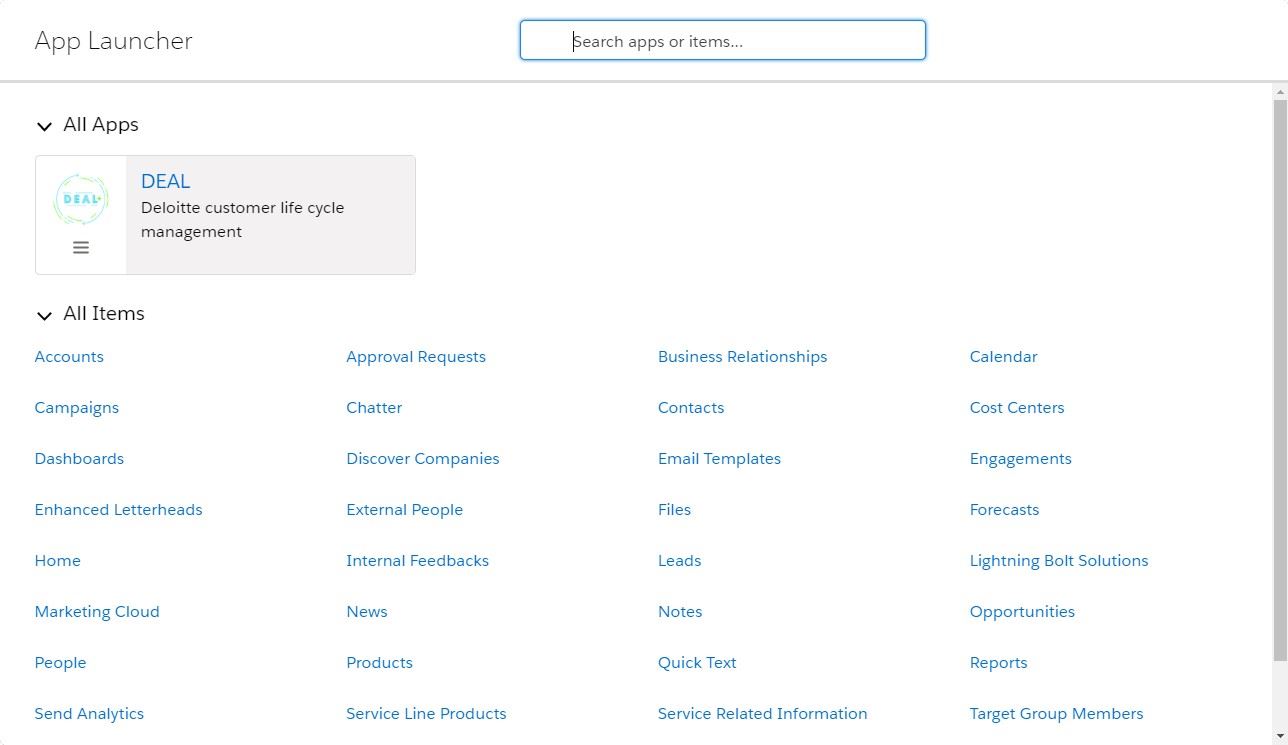 App Launcher
Search apps or items...
All Apps
DEAL
DEAL
Deloitte customer life cycle
management
All Items
Accounts Approval Requests Business Relationships Calendar
Campaigns Chatter Contacts Cost Centers
Dashboards Discover Companies Email Templates Engagements
Enhanced Letterheads External People Files Forecasts
Home Internal Feedbacks Leads Lightning Bolt Solutions
Marketing Cloud News Notes Opportunities
People Products Quick Text Reports
Send Analytics Service Line Products Service Related Information Target Group Members